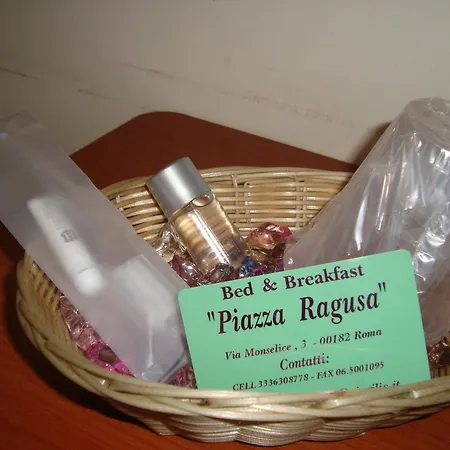 Bed & Breakfast
"Piazza Ragusa"
Via Monselice , 3 - 00182 Roma
Contatti:
CELL 3336308778 - FAX 06.5001095